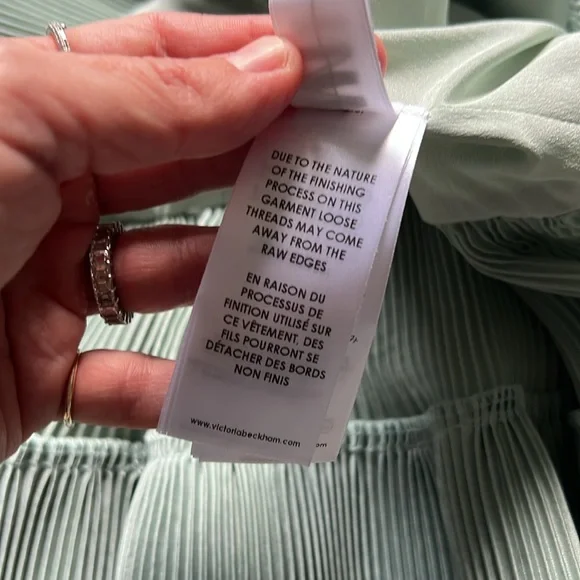 DUE TO THE NATURE
OF THE FINISHING
PROCESS ON THIS
GARMENT LOOSE
THREADS MAY COME
AWAY FROM THE
RAW EDGES
EN RAISON DU
PROCESSUS DE
FINITION UTILISÉ SUR
CE VÊTEMENT, DES
FILS POURRONT SE
DÉTACHER DES BORDS
NON FINIS
www.victoriabeckham.com
om